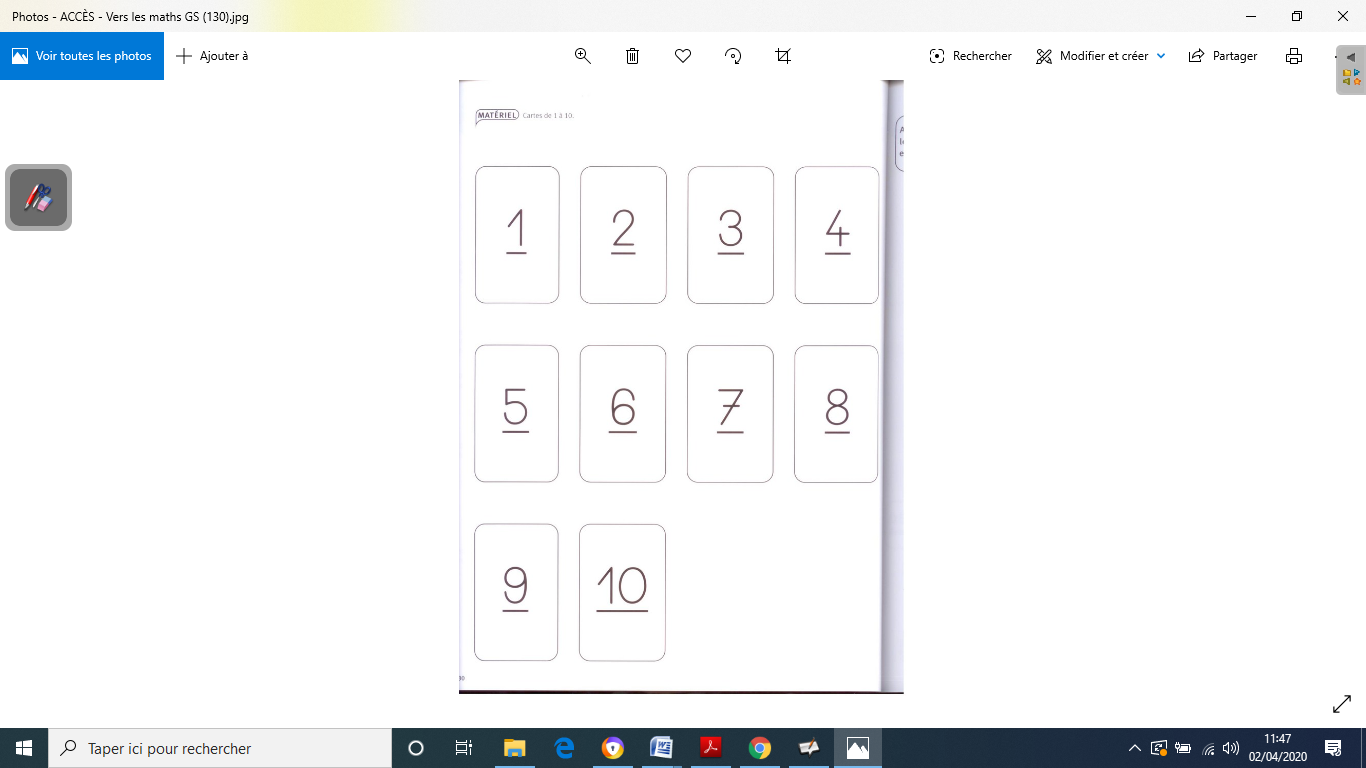 Photos - ACCÈS - Vers les maths GS (130).jpg
Voir toutes les photos
Ajouter à
Rechercher
Modifier et créer
Partager
MATÉRIEL Cartes de 1 à 10.
1 2 3 4
5 6 7 8
9 10
Taper ici pour rechercher
11:47
02/04/2020